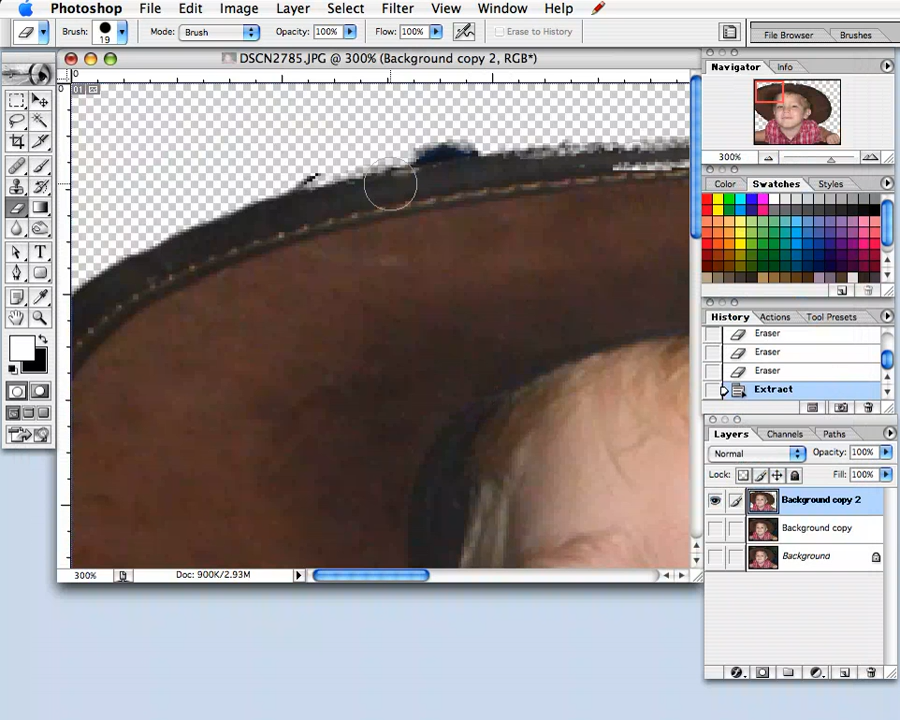 Photoshop File Edit Image Layer Select Filter View Window Help
Brush: 19 Mode: Brush Opacity: 100% Flow: 100% Erase to History File Browser Brushes
DSCN2785.JPG @ 300% (Background copy 2, RGB*)
0
0
01
Navigator Info
300%
Color Swatches Styles
History Actions Tool Presets
Eraser
Eraser
Eraser
Extract
Layers Channels Paths
Normal Opacity: 100%
Lock: Fill: 100%
Background copy 2
Background copy
Background
300% Doc: 900K/2.93M